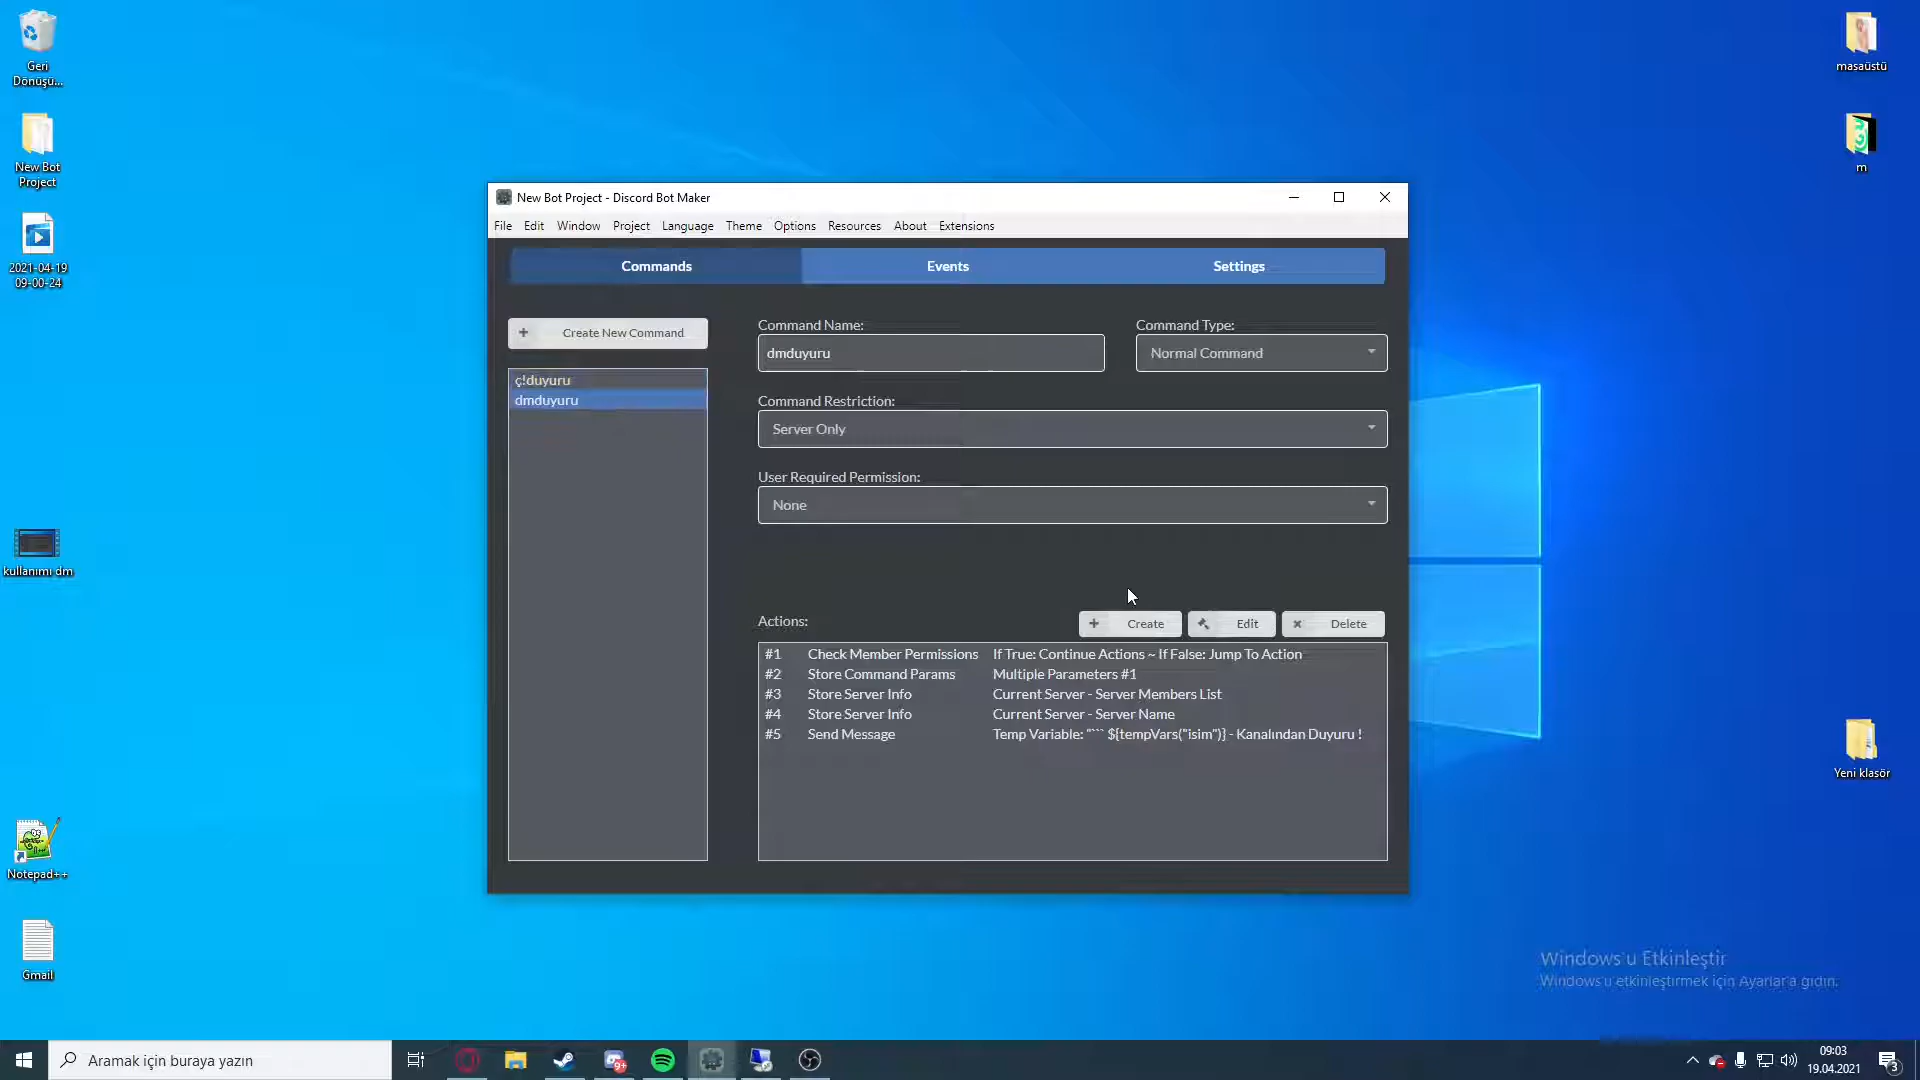 Geri
Dönüşü...
New Bot
Project
2021-04-19
09-00-24
kullanımı dm
Notepad++
Gmail
masaüstü
m
Yeni klasör
New Bot Project - Discord Bot Maker
File Edit Window Project Language Theme Options Resources About Extensions
Commands Events Settings
+ Create New Command
ç!duyuru
dmduyuru
Command Name:
dmduyuru
Command Type:
Normal Command
Command Restriction:
Server Only
User Required Permission:
None
Actions:
+ Create Edit Delete
#1 Check Member Permissions If True: Continue Actions ~ If False: Jump To Action
#2 Store Command Params Multiple Parameters #1
#3 Store Server Info Current Server - Server Members List
#4 Store Server Info Current Server - Server Name
#5 Send Message Temp Variable: "``` ${tempVars("isim")} - Kanalından Duyuru !
Windows'u Etkinleştir
Windows'u etkinleştirmek için Ayarlar'a gidin.
Aramak için buraya yazın
9+
09:03
19.04.2021
3